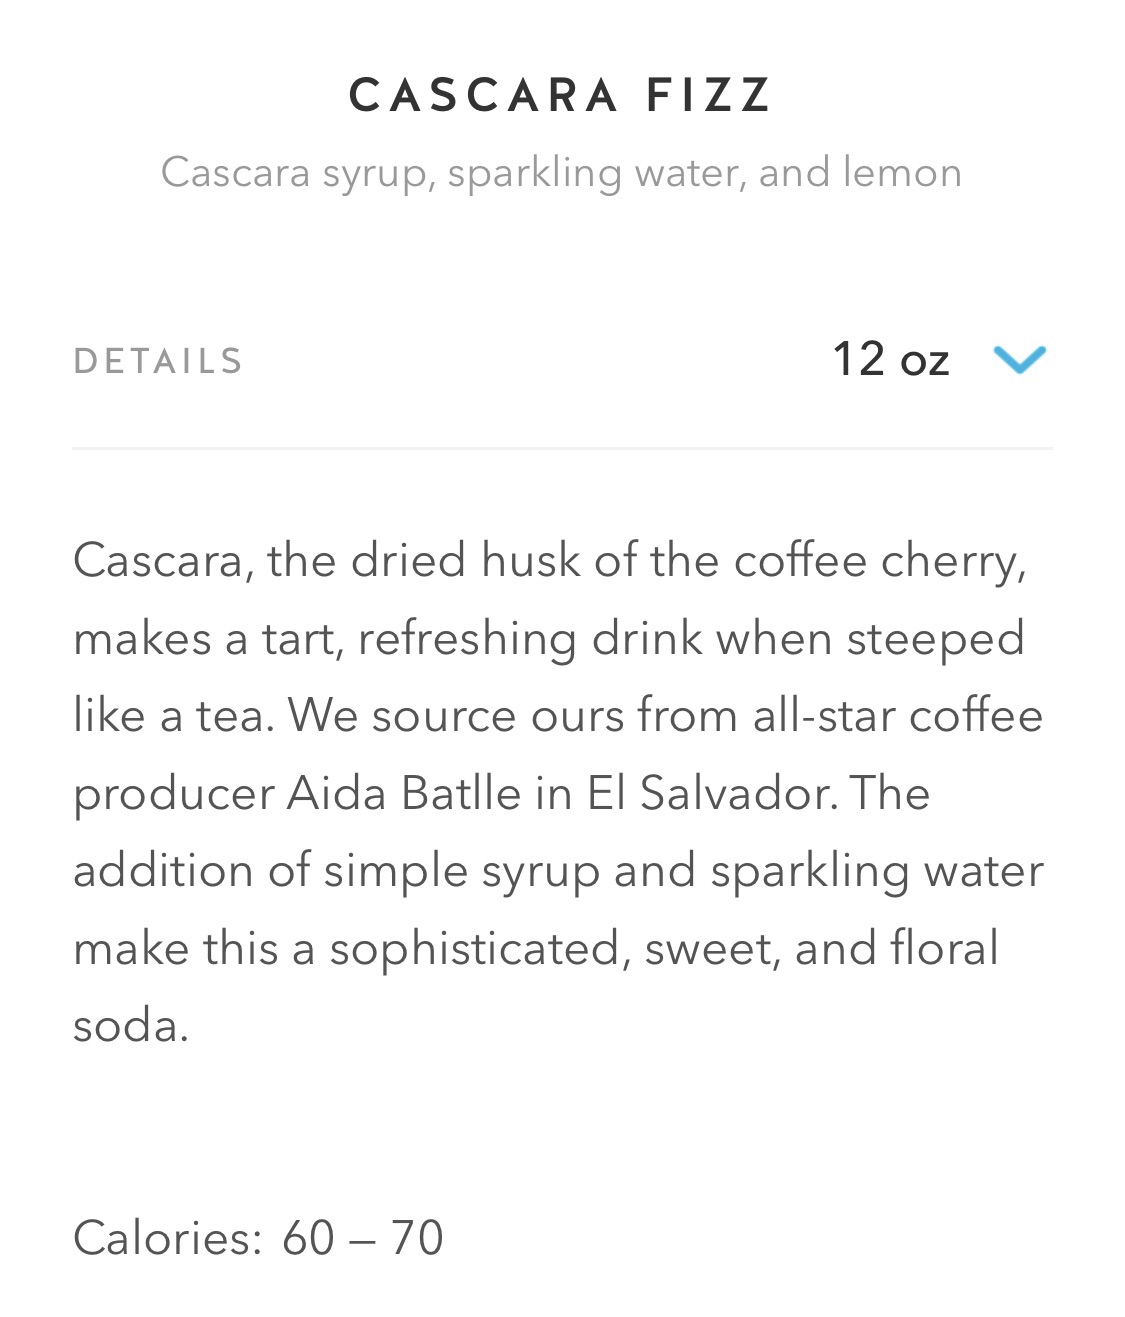 CASCARA FIZZ
Cascara syrup, sparkling water, and lemon
DETAILS 12 oz
Cascara, the dried husk of the coffee cherry,
makes a tart, refreshing drink when steeped
like a tea. We source ours from all-star coffee
producer Aida Batlle in El Salvador. The
addition of simple syrup and sparkling water
make this a sophisticated, sweet, and floral
soda.
Calories: 60 – 70